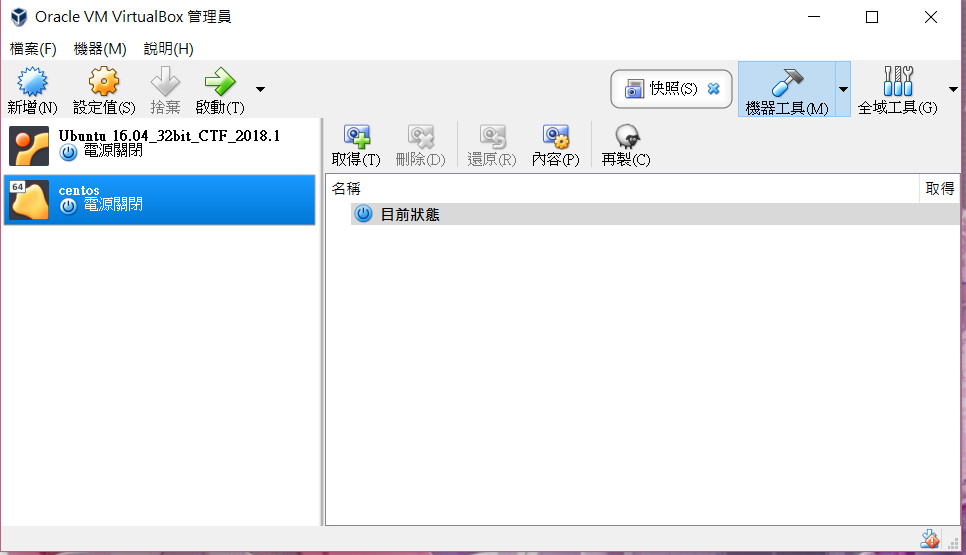 Oracle VM VirtualBox 管理員
檔案(F) 機器(M) 說明(H)
新增(N) 設定值(S) 捨棄 啟動(T) 快照(S) 機器工具(M) 全域工具(G)
Ubuntu 16.04_32bit_CTF_2018.1
電源關閉
64
centos
電源關閉
取得(T) 刪除(D) 還原(R) 內容(P) 再製(C)
名稱 取得
目前狀態